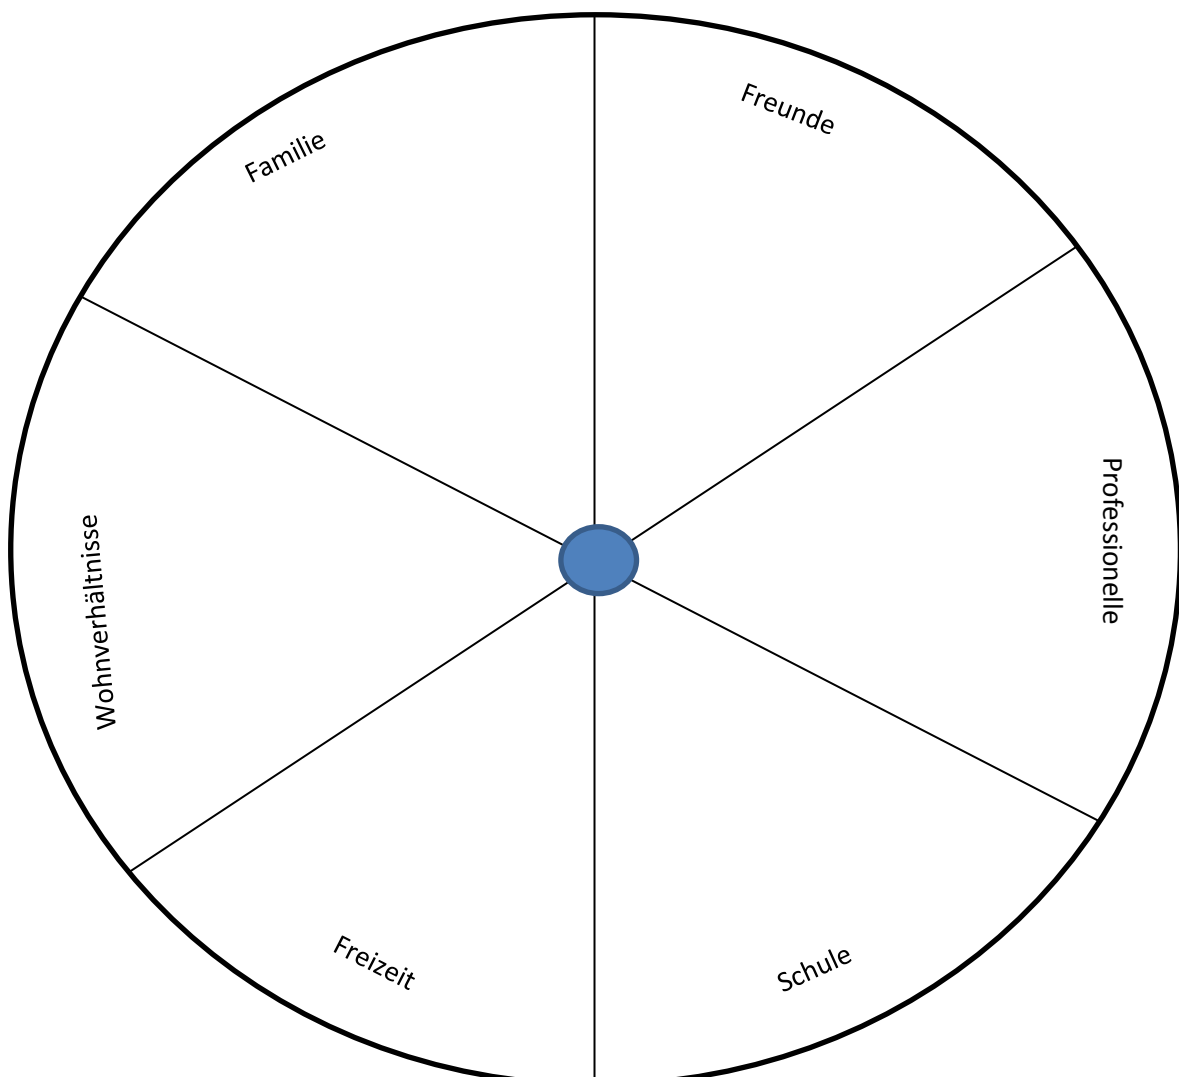 Freunde
Familie
Professionelle
Wohnverhältnisse
Freizeit
Schule